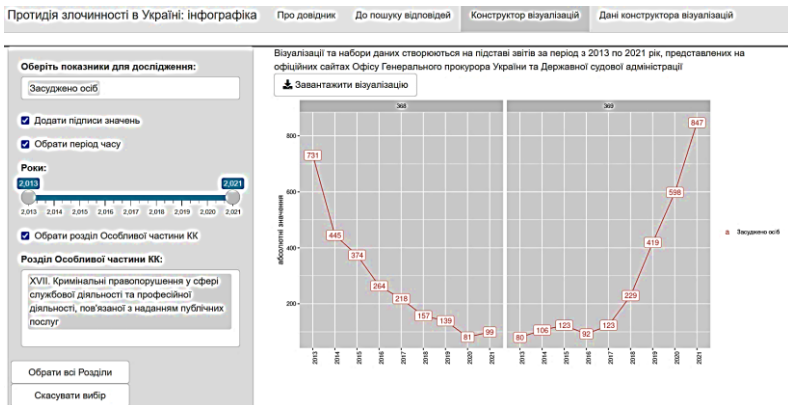 Протидія злочинності в Україні: інфографіка
Про довідник
До пошуку відповідей
Конструктор візуалізацій
Дані конструктора візуалізацій
Оберіть показники для дослідження:
Засуджено осіб
Додати підписи значень
Обрати період часу
Роки:
2,013
2,021
2,013 2,014 2,015 2,016 2,017 2,018 2,019 2,020 2,021
Обрати розділ Особливої частини КК
Розділ Особливої частини КК:
XVII. Кримінальні правопорушення у сфері
службової діяльності та професійної
діяльності, пов'язаної з наданням публічних
послуг
Обрати всі Розділи
Скасувати вибір
Візуалізації та набори даних створюються на підставі звітів за період з 2013 по 2021 рік, представлених на
офіційних сайтах Офісу Генерального прокурора України та Державної судової адміністрації
Завантажити візуалізацію
368
369
абсолютні значення
800
600
400
200
731
445
374
264
218
157
139
81
99
80
106
123
92
123
229
419
598
847
2013 2014 2015 2016 2017 2018 2019 2020 2021
2013 2014 2015 2016 2017 2018 2019 2020 2021
Засуджено осіб